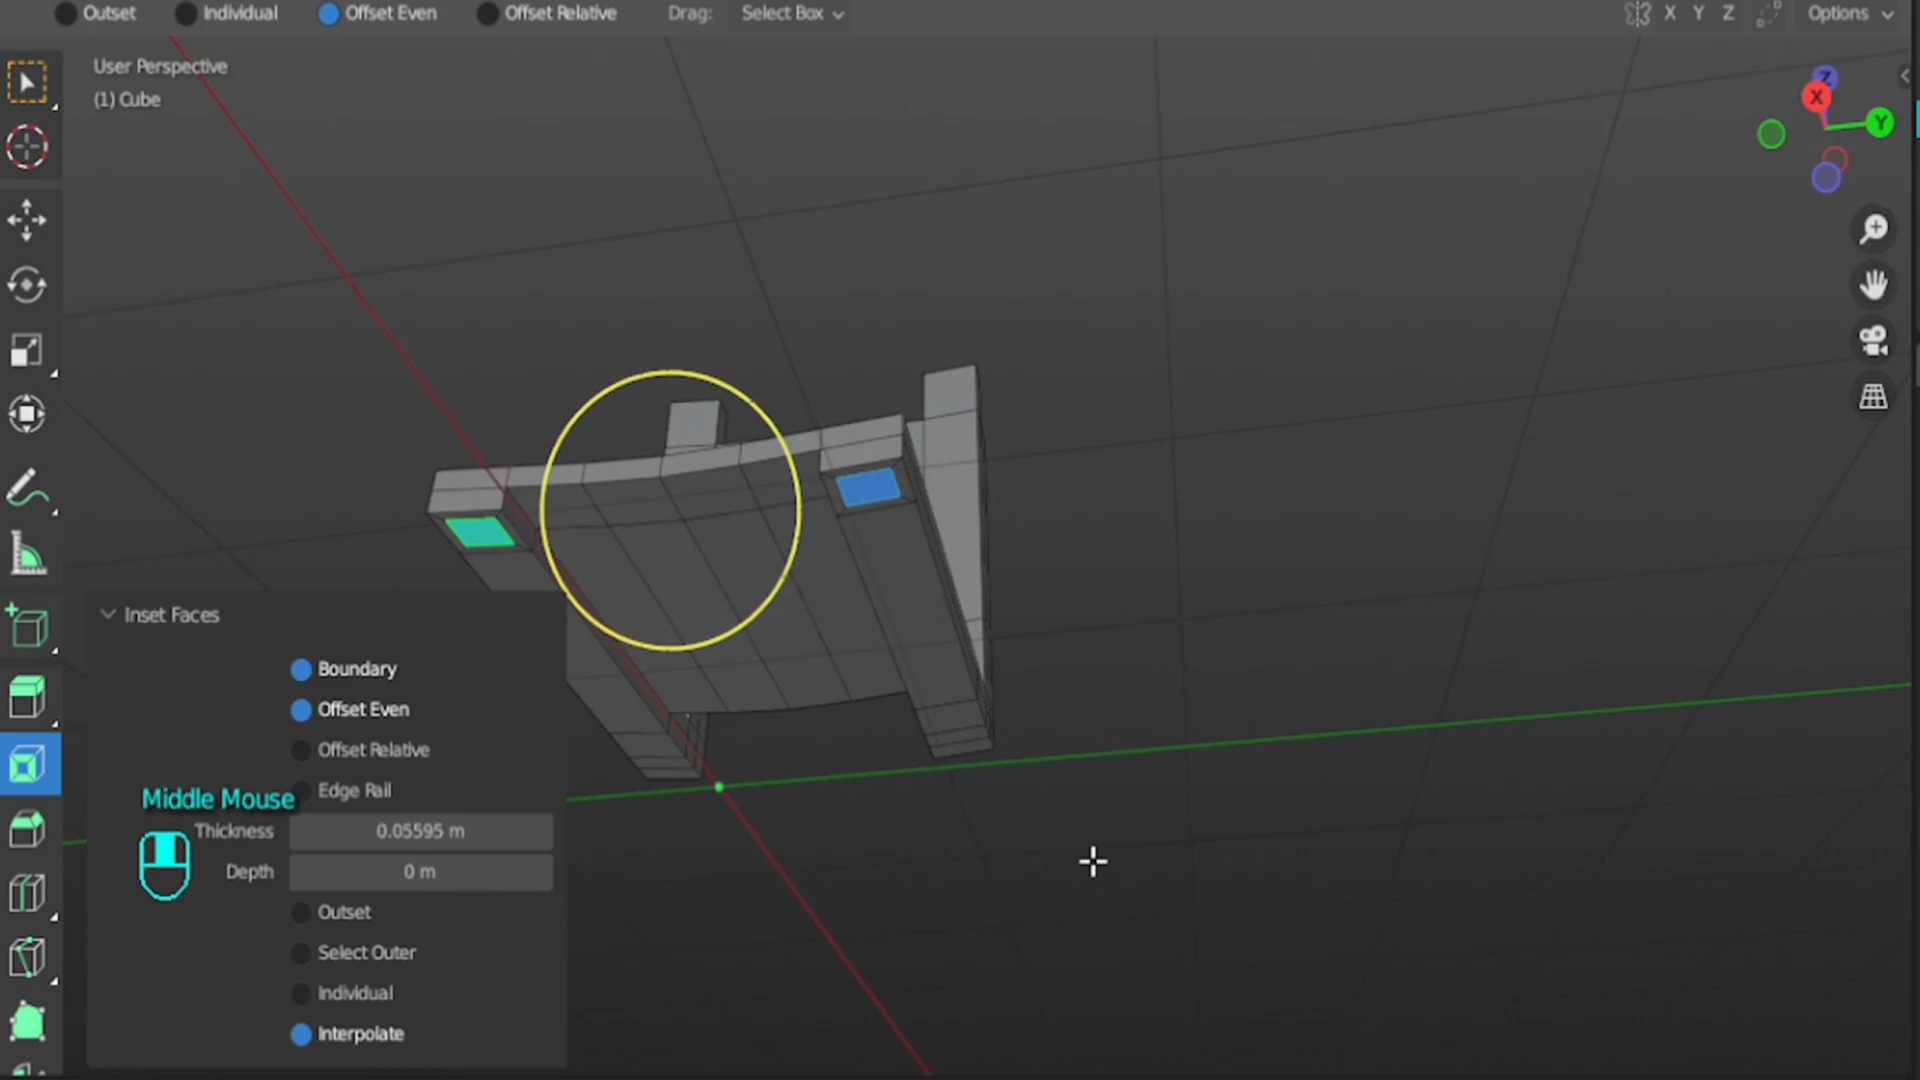 Outset Individual Offset Even Offset Relative Drag: Select Box X Y Z Options
User Perspective
(1) Cube
Z
X
Y
Inset Faces
Boundary
Offset Even
Offset Relative
Edge Rail
Middle Mouse
Thickness 0.05595 m
Depth 0 m
Outset
Select Outer
Individual
Interpolate